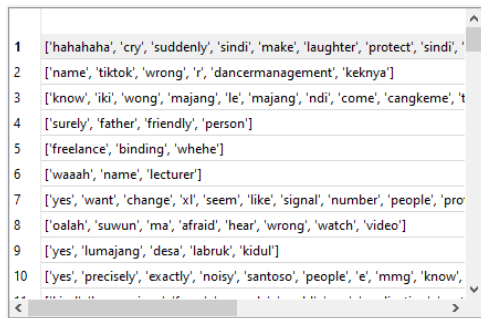 1 ['hahahaha', 'cry', 'suddenly', 'sindi', 'make', 'laughter', 'protect', 'sindi', '
2 ['name', 'tiktok', 'wrong', 'r', 'dancermanagement', 'keknya']
3 ['know', 'iki', 'wong', 'majang', 'le', 'majang', 'ndi', 'come', 'cangkeme', 't
4 ['surely', 'father', 'friendly', 'person']
5 ['freelance', 'binding', 'whehe']
6 ['waaah', 'name', 'lecturer']
7 ['yes', 'want', 'change', 'xl', 'seem', 'like', 'signal', 'number', 'people', 'pro
8 ['oalah', 'suwun', 'ma', 'afraid', 'hear', 'wrong', 'watch', 'video']
9 ['yes', 'lumajang', 'desa', 'labruk', 'kidul']
10 ['yes', 'precisely', 'exactly', 'noisy', 'santoso', 'people', 'e', 'mmg', 'know',